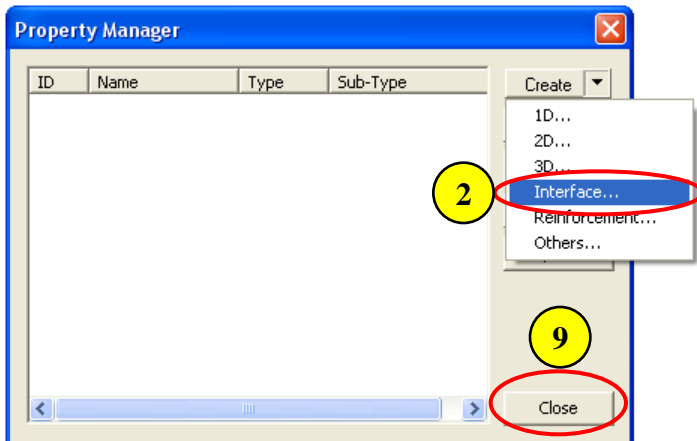 Property Manager
ID Name Type Sub-Type
Create
1D...
2D...
3D...
2
Interface...
Reinforcement...
Others...
9
Close